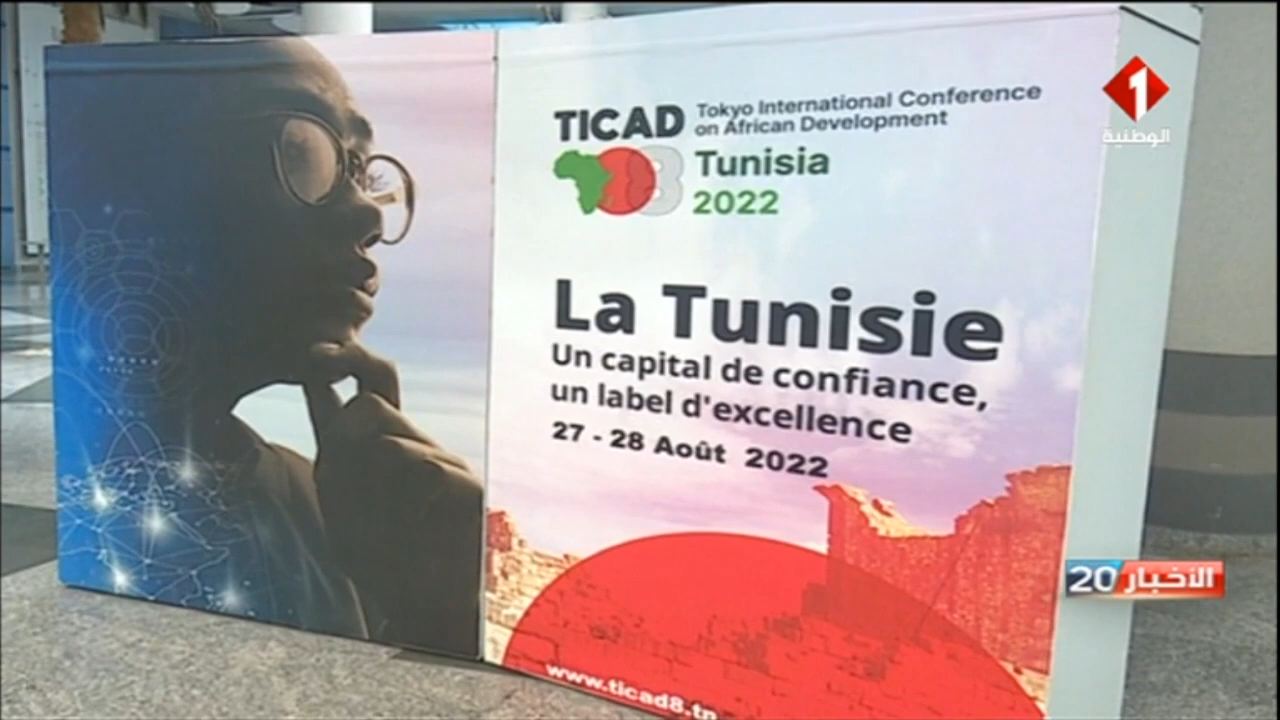 TICAD
Tokyo International Conference
on African Development
8
Tunisia
2022
La Tunisie
Un capital de confiance,
un label d'excellence
27 - 28 Août 2022
www.ticad8.tn
1
الوطنية
الأخبار 20